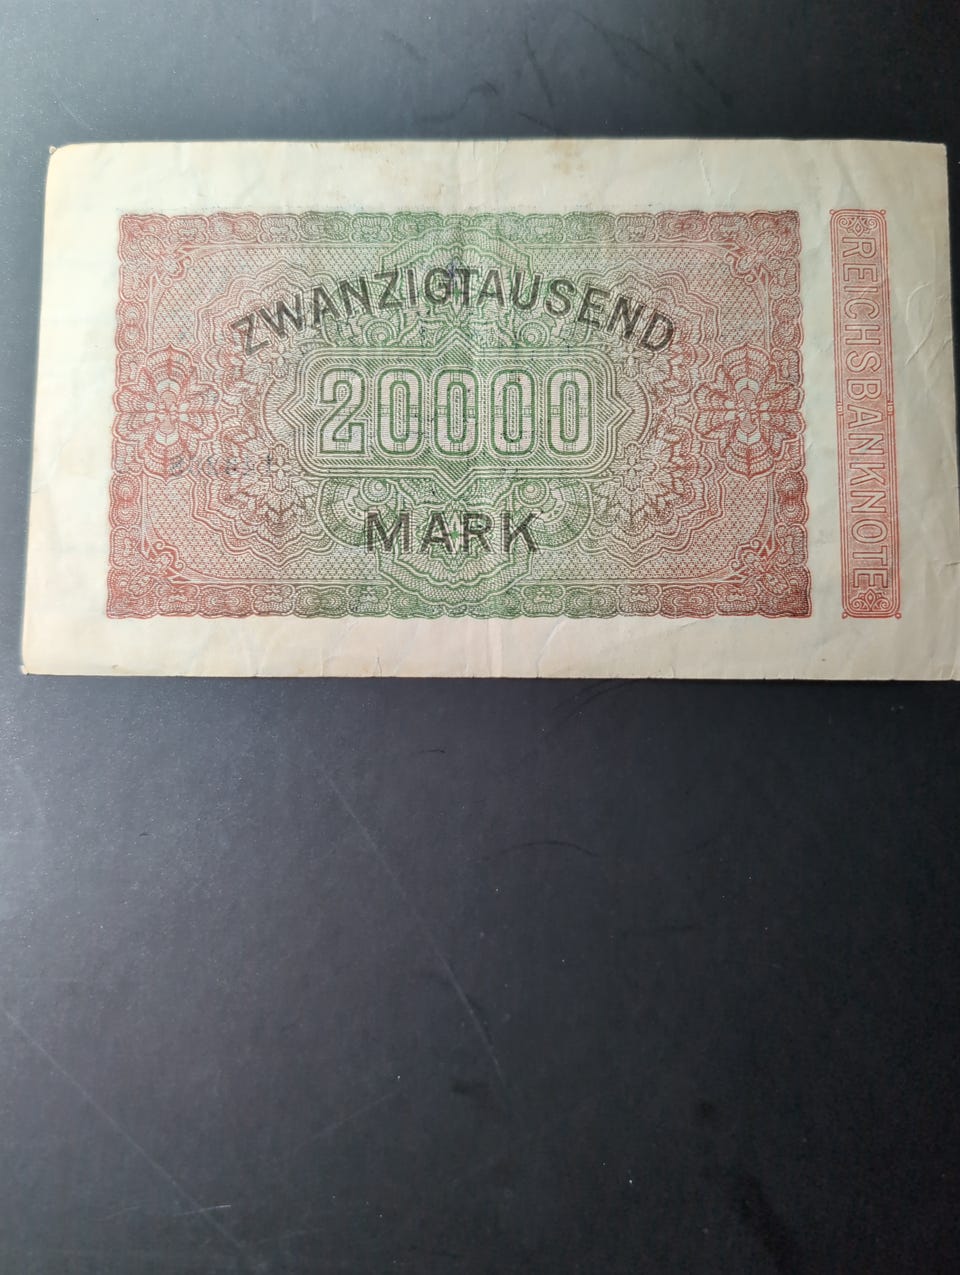 ZWANZIGTAUSEND
20000
MARK
REICHSBANKNOTE